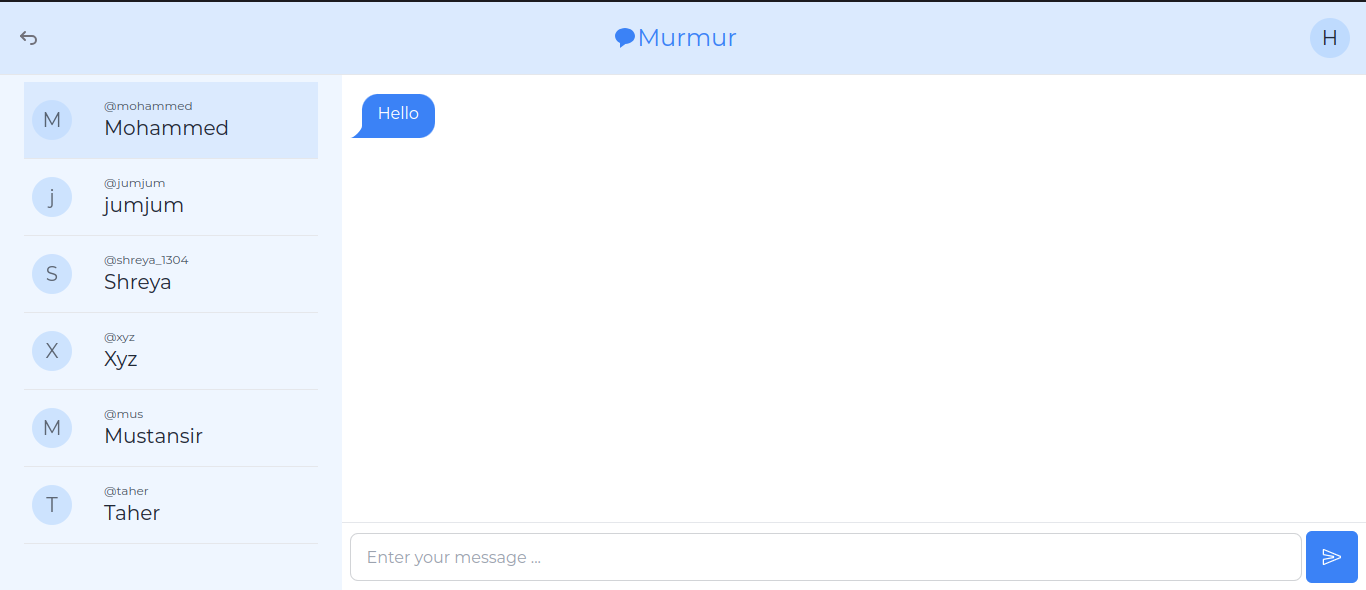 Murmur
H
M
@mohammed
Mohammed
j
@jumjum
jumjum
S
@shreya_1304
Shreya
X
@xyz
Xyz
M
@mus
Mustansir
T
@taher
Taher
Hello
Enter your message ...